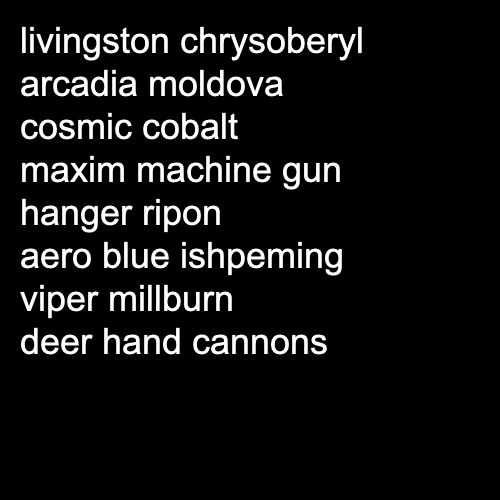 livingston chrysoberyl
arcadia moldova
cosmic cobalt
maxim machine gun
hanger ripon
aero blue ishpeming
viper millburn
deer hand cannons